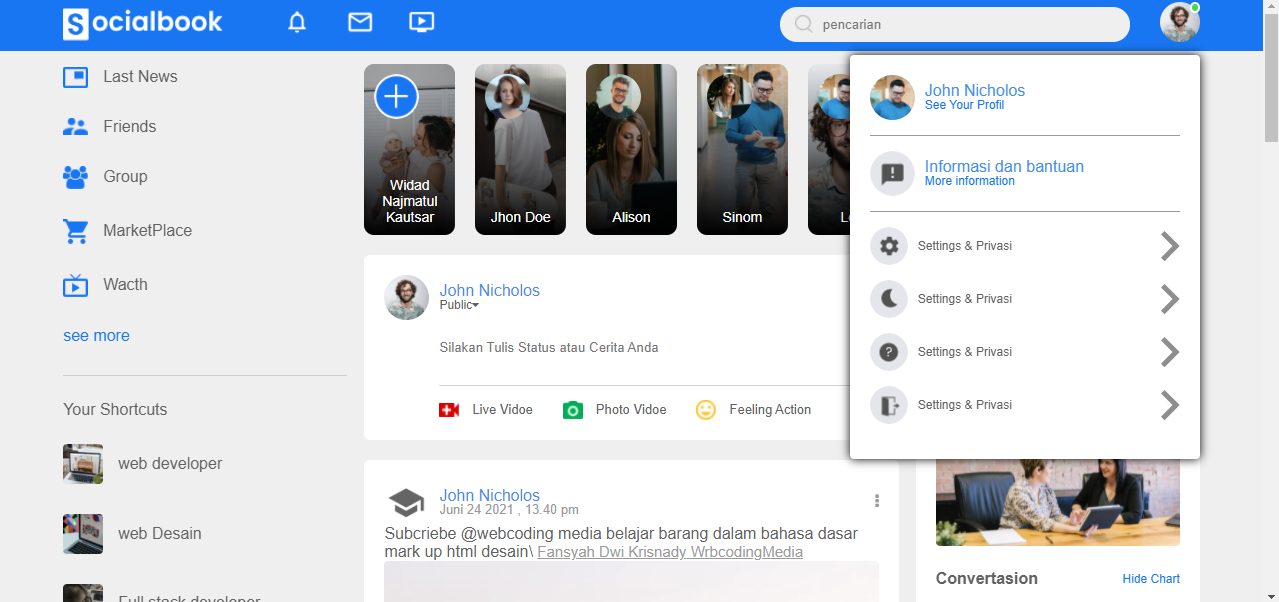 Socialbook
pencarian
Last News
Friends
Group
MarketPlace
Wacth
see more
Your Shortcuts
web developer
web Desain
Full stack developer
Widad
Najmatul
Kautsar
Jhon Doe
Alison
Sinom
John Nicholos
Public
Silakan Tulis Status atau Cerita Anda
Live Vidoe
Photo Vidoe
Feeling Action
John Nicholos
Juni 24 2021 , 13.40 pm
Subcriebe @webcoding media belajar barang dalam bahasa dasar
mark up html desain\ Fansyah Dwi Krisnady WrbcodingMedia
John Nicholos
See Your Profil
Informasi dan bantuan
More information
Settings & Privasi
Settings & Privasi
Settings & Privasi
Settings & Privasi
Convertasion
Hide Chart